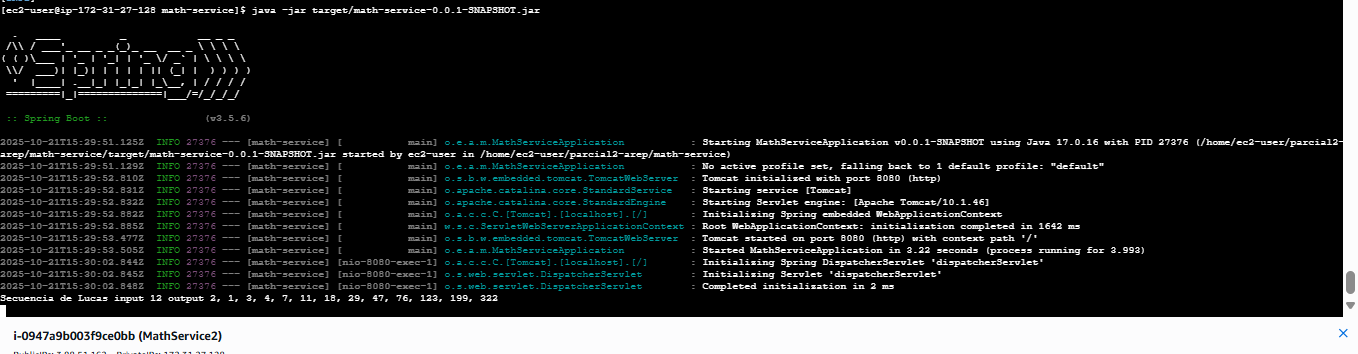 [ec2-user@ip-172-31-27-128 math-service]$ java -jar target/math-service-0.0.1-SNAPSHOT.jar
:: Spring Boot :: (v3.5.6)
2025-10-21T15:29:51.125Z INFO 27376 --- [math-service] [ main] o.e.a.m.MathServiceApplication : Starting MathServiceApplication v0.0.1-SNAPSHOT using Java 17.0.16 with PID 27376 (/home/ec2-user/parcial2-
arep/math-service/target/math-service-0.0.1-SNAPSHOT.jar started by ec2-user in /home/ec2-user/parcial2-arep/math-service)
2025-10-21T15:29:51.129Z INFO 27376 --- [math-service] [ main] o.e.a.m.MathServiceApplication : No active profile set, falling back to 1 default profile: "default"
2025-10-21T15:29:52.810Z INFO 27376 --- [math-service] [ main] o.s.b.w.embedded.tomcat.TomcatWebServer : Tomcat initialized with port 8080 (http)
2025-10-21T15:29:52.831Z INFO 27376 --- [math-service] [ main] o.apache.catalina.core.StandardService : Starting service [Tomcat]
2025-10-21T15:29:52.832Z INFO 27376 --- [math-service] [ main] o.apache.catalina.core.StandardEngine : Starting Servlet engine: [Apache Tomcat/10.1.46]
2025-10-21T15:29:52.882Z INFO 27376 --- [math-service] [ main] o.a.c.c.C.[Tomcat].[localhost].[/] : Initializing Spring embedded WebApplicationContext
2025-10-21T15:29:52.885Z INFO 27376 --- [math-service] [ main] w.s.c.ServletWebServerApplicationContext : Root WebApplicationContext: initialization completed in 1642 ms
2025-10-21T15:29:53.477Z INFO 27376 --- [math-service] [ main] o.s.b.w.embedded.tomcat.TomcatWebServer : Tomcat started on port 8080 (http) with context path '/'
2025-10-21T15:29:53.505Z INFO 27376 --- [math-service] [ main] o.e.a.m.MathServiceApplication : Started MathServiceApplication in 3.22 seconds (process running for 3.993)
2025-10-21T15:30:02.844Z INFO 27376 --- [math-service] [nio-8080-exec-1] o.a.c.c.C.[Tomcat].[localhost].[/] : Initializing Spring DispatcherServlet 'dispatcherServlet'
2025-10-21T15:30:02.845Z INFO 27376 --- [math-service] [nio-8080-exec-1] o.s.web.servlet.DispatcherServlet : Initializing Servlet 'dispatcherServlet'
2025-10-21T15:30:02.848Z INFO 27376 --- [math-service] [nio-8080-exec-1] o.s.web.servlet.DispatcherServlet : Completed initialization in 2 ms
Secuencia de Lucas input 12 output 2, 1, 3, 4, 7, 11, 18, 29, 47, 76, 123, 199, 322
i-0947a9b003f9ce0bb (MathService2)